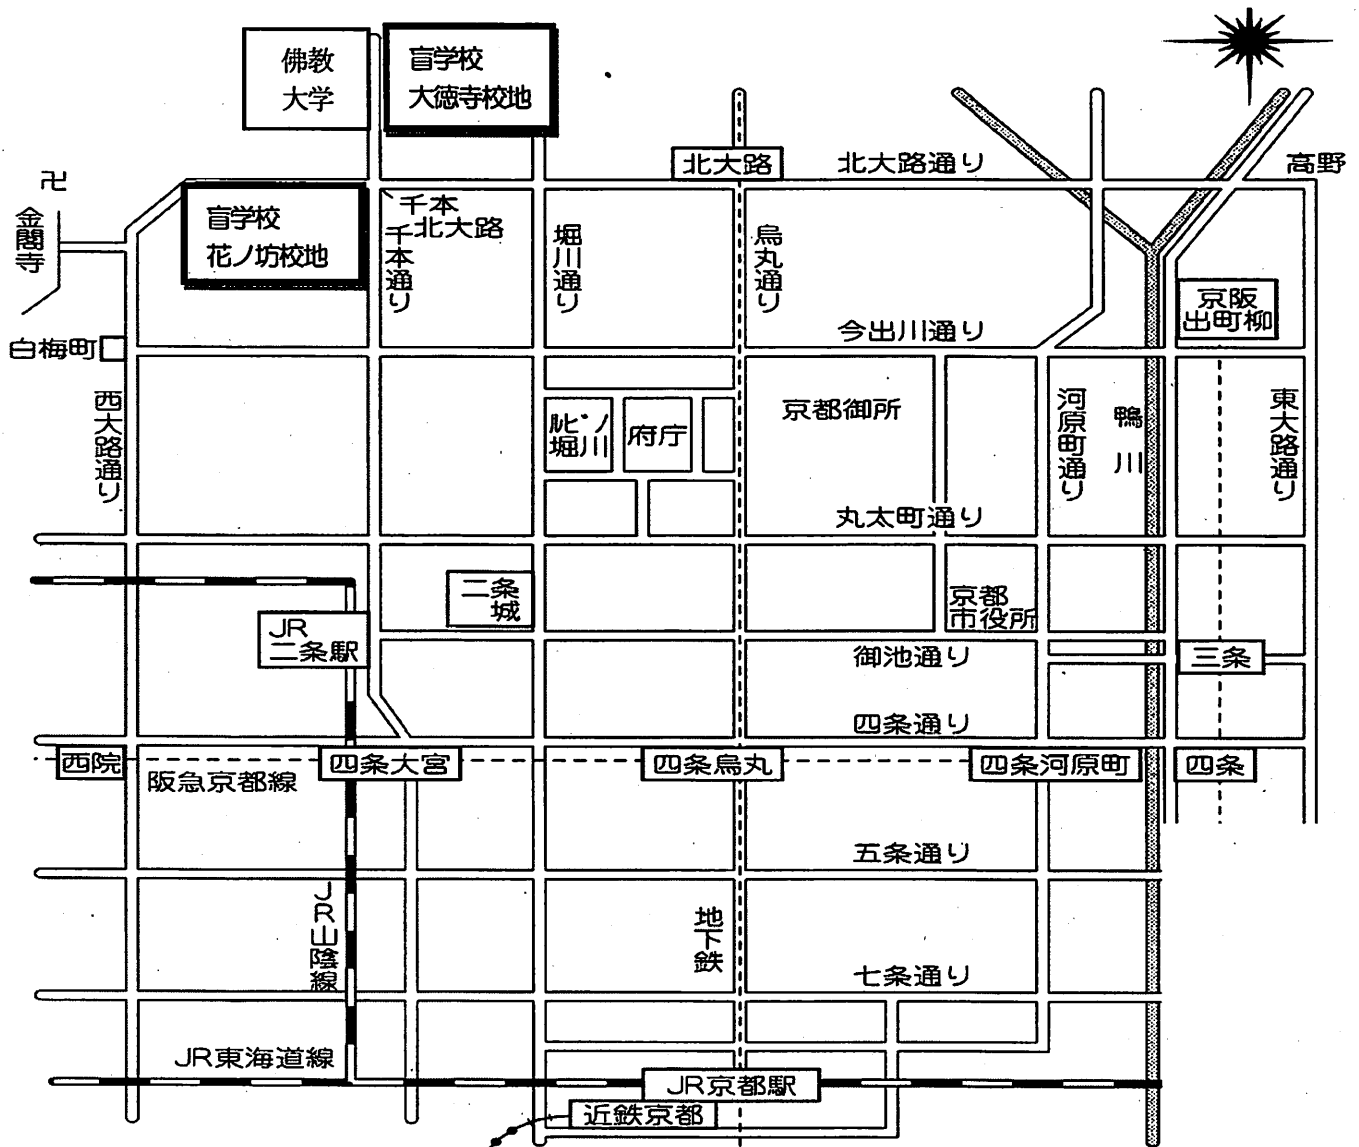 佛教
大学
盲学校
大徳寺校地
北大路
北大路通り
高野
卍
金閣寺
盲学校
花ノ坊校地
千本
北大路
千本通り
堀川通り
烏丸通り
京阪
出町柳
白梅町
今出川通り
西大路通り
ルビノ
堀川
府庁
京都御所
河原町通り
鴨川
東大路通り
丸太町通り
二条
城
京都
市役所
JR
二条駅
御池通り
三条
四条通り
西院
四条大宮
四条烏丸
四条河原町
四条
阪急京都線
五条通り
JR山陰線
地下鉄
七条通り
JR東海道線
JR京都駅
近鉄京都